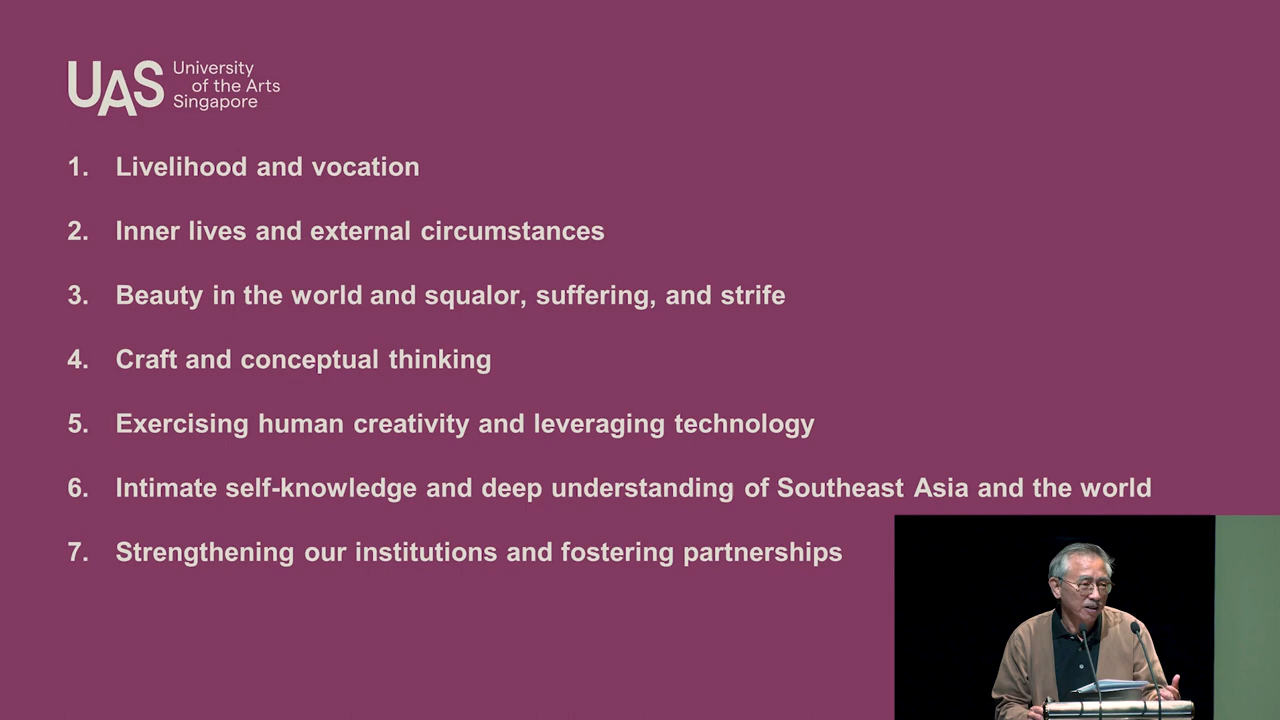 UAS
University
of the Arts
Singapore
1. Livelihood and vocation
2. Inner lives and external circumstances
3. Beauty in the world and squalor, suffering, and strife
4. Craft and conceptual thinking
5. Exercising human creativity and leveraging technology
6. Intimate self-knowledge and deep understanding of Southeast Asia and the world
7. Strengthening our institutions and fostering partnerships